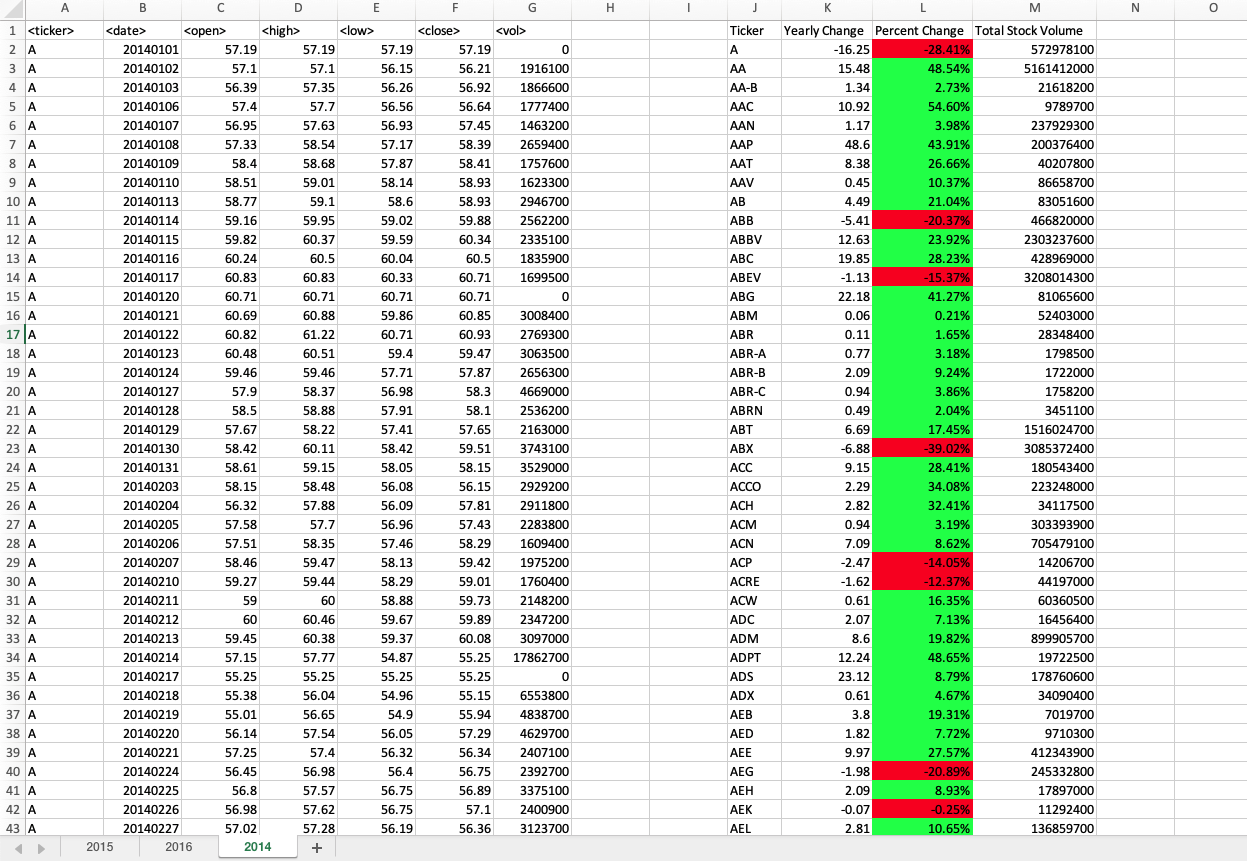 A B C D E F G H I J K L M N O
1 <ticker> <date> <open> <high> <low> <close> <vol> Ticker Yearly Change Percent Change Total Stock Volume
2 A 20140101 57.19 57.19 57.19 57.19 0 A -16.25 -28.41% 572978100
3 A 20140102 57.1 57.1 56.15 56.21 1916100 AA 15.48 48.54% 5161412000
4 A 20140103 56.39 57.35 56.26 56.92 1866600 AA-B 1.34 2.73% 21618200
5 A 20140106 57.4 57.7 56.56 56.64 1777400 AAC 10.92 54.60% 9789700
6 A 20140107 56.95 57.63 56.93 57.45 1463200 AAN 1.17 3.98% 237929300
7 A 20140108 57.33 58.54 57.17 58.39 2659400 AAP 48.6 43.91% 200376400
8 A 20140109 58.4 58.68 57.87 58.41 1757600 AAT 8.38 26.66% 40207800
9 A 20140110 58.51 59.01 58.14 58.93 1623300 AAV 0.45 10.37% 86658700
10 A 20140113 58.77 59.1 58.6 58.93 2946700 AB 4.49 21.04% 83051600
11 A 20140114 59.16 59.95 59.02 59.88 2562200 ABB -5.41 -20.37% 466820000
12 A 20140115 59.82 60.37 59.59 60.34 2335100 ABBV 12.63 23.92% 2303237600
13 A 20140116 60.24 60.5 60.04 60.5 1835900 ABC 19.85 28.23% 428969000
14 A 20140117 60.83 60.83 60.33 60.71 1699500 ABEV -1.13 -15.37% 3208014300
15 A 20140120 60.71 60.71 60.71 60.71 0 ABG 22.18 41.27% 81065600
16 A 20140121 60.69 60.88 59.86 60.85 3008400 ABM 0.06 0.21% 52403000
17 A 20140122 60.82 61.22 60.71 60.93 2769300 ABR 0.11 1.65% 28348400
18 A 20140123 60.48 60.51 59.4 59.47 3063500 ABR-A 0.77 3.18% 1798500
19 A 20140124 59.46 59.46 57.71 57.87 2656300 ABR-B 2.09 9.24% 1722000
20 A 20140127 57.9 58.37 56.98 58.3 4669000 ABR-C 0.94 3.86% 1758200
21 A 20140128 58.5 58.88 57.91 58.1 2536200 ABRN 0.49 2.04% 3451100
22 A 20140129 57.67 58.22 57.41 57.65 2163000 ABT 6.69 17.45% 1516024700
23 A 20140130 58.42 60.11 58.42 59.51 3743100 ABX -6.88 -39.02% 3085372400
24 A 20140131 58.61 59.15 58.05 58.15 3529000 ACC 9.15 28.41% 180543400
25 A 20140203 58.15 58.48 56.08 56.15 2929200 ACCO 2.29 34.08% 223248000
26 A 20140204 56.32 57.88 56.09 57.81 2911800 ACH 2.82 32.41% 34117500
27 A 20140205 57.58 57.7 56.96 57.43 2283800 ACM 0.94 3.19% 303393900
28 A 20140206 57.51 58.35 57.46 58.29 1609400 ACN 7.09 8.62% 705479100
29 A 20140207 58.46 59.47 58.13 59.42 1975200 ACP -2.47 -14.05% 14206700
30 A 20140210 59.27 59.44 58.29 59.01 1760400 ACRE -1.62 -12.37% 44197000
31 A 20140211 59 60 58.88 59.73 2148200 ACW 0.61 16.35% 60360500
32 A 20140212 60 60.46 59.67 59.89 2347200 ADC 2.07 7.13% 16456400
33 A 20140213 59.45 60.38 59.37 60.08 3097000 ADM 8.6 19.82% 899905700
34 A 20140214 57.15 57.77 54.87 55.25 17862700 ADPT 12.24 48.65% 19722500
35 A 20140217 55.25 55.25 55.25 55.25 0 ADS 23.12 8.79% 178760600
36 A 20140218 55.38 56.04 54.96 55.15 6553800 ADX 0.61 4.67% 34090400
37 A 20140219 55.01 56.65 54.9 55.94 4838700 AEB 3.8 19.31% 7019700
38 A 20140220 56.14 57.54 56.05 57.29 4629700 AED 1.82 7.72% 9710300
39 A 20140221 57.25 57.4 56.32 56.34 2407100 AEE 9.97 27.57% 412343900
40 A 20140224 56.45 56.98 56.4 56.75 2392700 AEG -1.98 -20.89% 245332800
41 A 20140225 56.8 57.57 56.75 56.89 3375100 AEH 2.09 8.93% 17897000
42 A 20140226 56.98 57.62 56.75 57.1 2400900 AEK -0.07 -0.25% 11292400
43 A 20140227 57.02 57.28 56.19 56.36 3123700 AEL 2.81 10.65% 136859700
2015 2016 2014 +